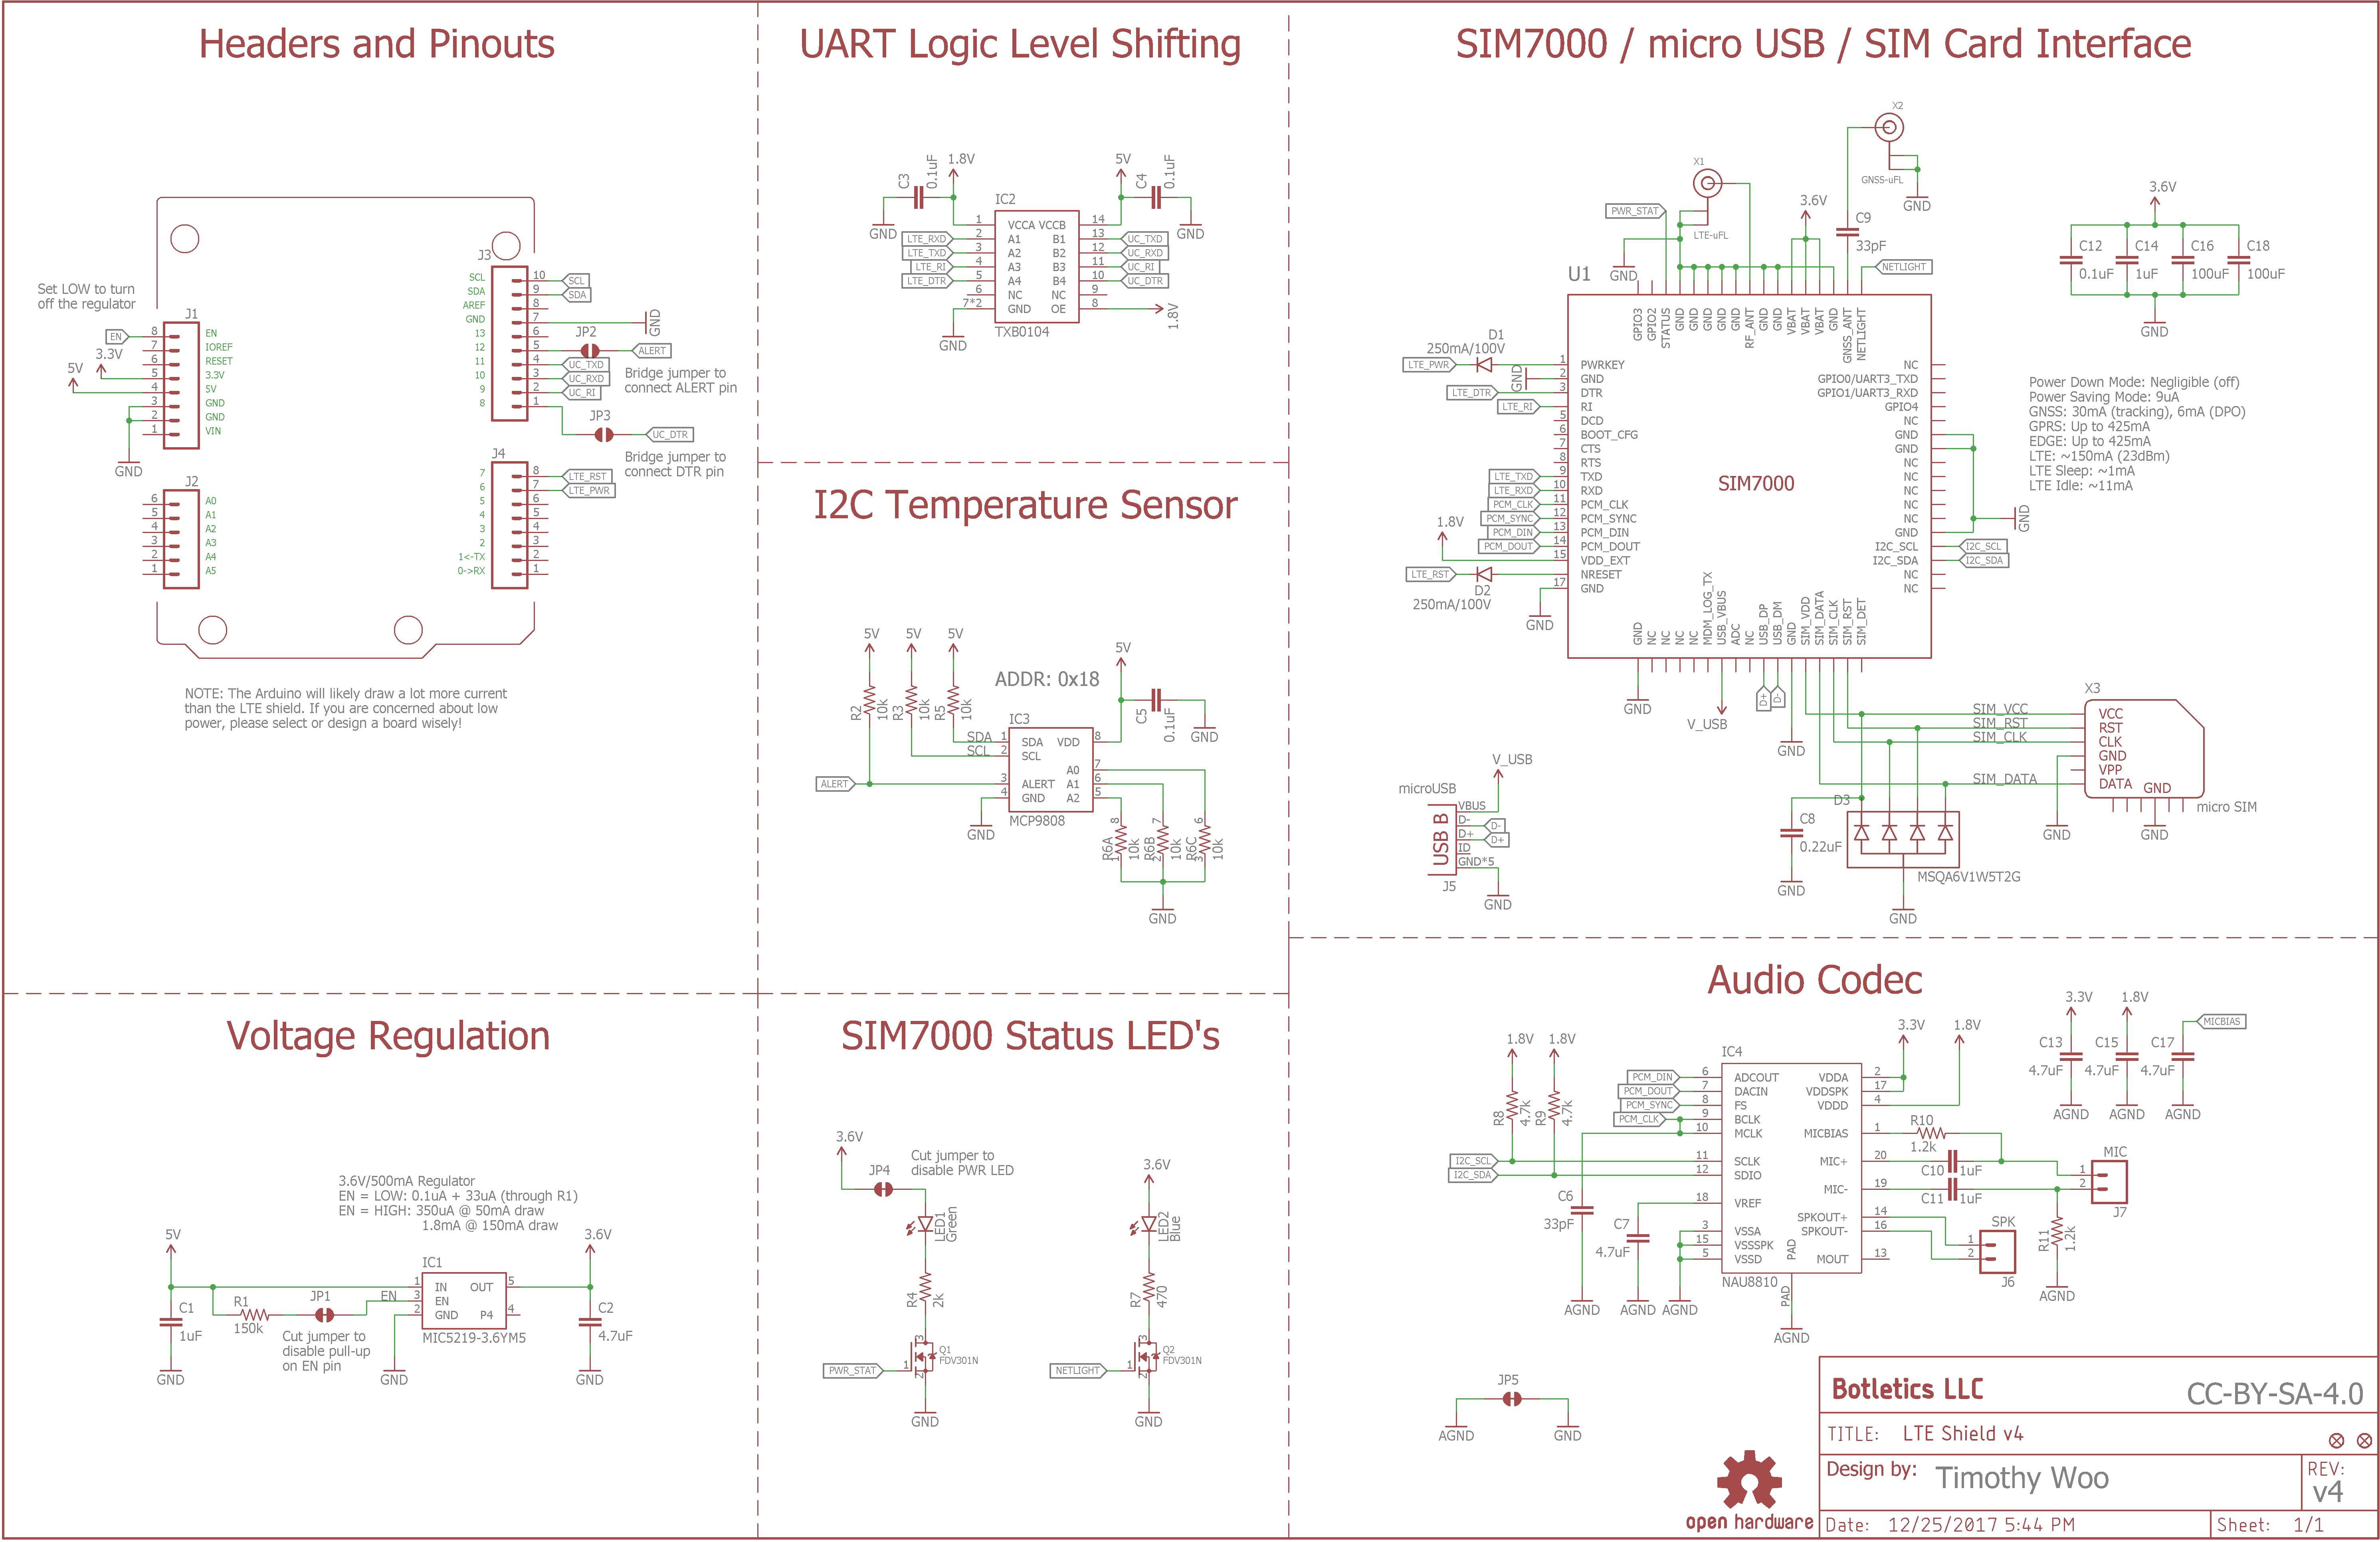 Headers and Pinouts
Set LOW to turn
off the regulator
EN
3.3V
5V
GND
J1
8 EN
7 IOREF
6 RESET
5 3.3V
4 5V
3 GND
2 GND
1 VIN
J2
6 A0
5 A1
4 A2
3 A3
2 A4
1 A5
J3
SCL 10 SCL
SDA 9 SDA
AREF 8
GND 7 GND
13 6
12 5 JP2 ALERT
11 4 UC_TXD
10 3 UC_RXD
9 2 UC_RI
8 1
Bridge jumper to
connect ALERT pin
JP3
UC_DTR
Bridge jumper to
connect DTR pin
J4
7 8 LTE_RST
6 7 LTE_PWR
5 6
4 5
3 4
2 3
1<-TX 2
0->RX 1
NOTE: The Arduino will likely draw a lot more current
than the LTE shield. If you are concerned about low
power, please select or design a board wisely!
UART Logic Level Shifting
C3
0.1uF
1.8V
GND
5V
C4
0.1uF
GND
IC2
1 VCCA VCCB 14
LTE_RXD 2 A1 B1 13 UC_TXD
LTE_TXD 3 A2 B2 12 UC_RXD
LTE_RI 4 A3 B3 11 UC_RI
LTE_DTR 5 A4 B4 10 UC_DTR
6 NC NC 9
7*2 GND OE 8
1.8V
TXB0104
GND
I2C Temperature Sensor
5V
5V
5V
R2
10k
R3
10k
R5
10k
ADDR: 0x18
5V
C5
0.1uF
GND
IC3
SDA 1 SDA VDD 8
SCL 2 SCL
A0 7
ALERT 3 ALERT A1 6
4 GND A2 5
MCP9808
GND
8
R6A
1
10k
7
R6B
2
10k
6
R6C
3
10k
GND
SIM7000 / micro USB / SIM Card Interface
X1
LTE-uFL
X2
GNSS-uFL
GND
PWR_STAT
GND
3.6V
C9
33pF
NETLIGHT
3.6V
C12
0.1uF
C14
1uF
C16
100uF
C18
100uF
GND
U1
GPIO3
GPIO2
STATUS
GND
GND
GND
GND
GND
RF_ANT
GND
GND
VBAT
VBAT
VBAT
GND
GNSS_ANT
NETLIGHT
D1
250mA/100V
LTE_PWR 1 PWRKEY
GND 2 GND
LTE_DTR 3 DTR
LTE_RI RI
5 DCD
6 BOOT_CFG
7 CTS
8 RTS
LTE_TXD 9 TXD
LTE_RXD 10 RXD
PCM_CLK 11 PCM_CLK
PCM_SYNC 12 PCM_SYNC
PCM_DIN 13 PCM_DIN
PCM_DOUT 14 PCM_DOUT
1.8V
15 VDD_EXT
LTE_RST NRESET
D2
250mA/100V
17 GND
GND
SIM7000
NC
GPIO0/UART3_TXD
GPIO1/UART3_RXD
GPIO4
NC
GND
GND
NC
NC
NC
NC
NC
GND
GND
I2C_SCL I2C_SCL
I2C_SDA I2C_SDA
NC
NC
GND
NC
NC
NC
NC
MDM_LOG_TX
USB_VBUS
ADC
NC
USB_DP
USB_DM
GND
SIM_VDD
SIM_DATA
SIM_CLK
SIM_RST
SIM_DET
Power Down Mode: Negligible (off)
Power Saving Mode: 9uA
GNSS: 30mA (tracking), 6mA (DPO)
GPRS: Up to 425mA
EDGE: Up to 425mA
LTE: ~150mA (23dBm)
LTE Sleep: ~1mA
LTE Idle: ~11mA
GND
V_USB
D+
D-
GND
X3
SIM_VCC VCC
SIM_RST RST
SIM_CLK CLK
GND
VPP
SIM_DATA DATA GND
micro SIM
GND
GND
V_USB
microUSB
USB B
VBUS
D- D-
D+ D+
ID
GND*5
J5
GND
C8
0.22uF
GND
D3
MSQA6V1W5T2G
GND
Voltage Regulation
3.6V/500mA Regulator
EN = LOW: 0.1uA + 33uA (through R1)
EN = HIGH: 350uA @ 50mA draw
1.8mA @ 150mA draw
5V
C1
1uF
GND
R1
150k
JP1
EN
Cut jumper to
disable pull-up
on EN pin
IC1
1 IN OUT 5
3 EN
2 GND P4 4
MIC5219-3.6YM5
GND
3.6V
C2
4.7uF
GND
SIM7000 Status LED's
3.6V
JP4
Cut jumper to
disable PWR LED
LED1
Green
R4
2k
PWR_STAT
1
3
2
Q1
FDV301N
GND
3.6V
LED2
Blue
R7
470
NETLIGHT
1
3
2
Q2
FDV301N
GND
Audio Codec
1.8V
1.8V
R8
4.7k
R9
4.7k
IC4
PCM_DIN 6 ADCOUT VDDA 2
PCM_DOUT 7 DACIN VDDSPK 17
PCM_SYNC 8 FS VDDD 4
PCM_CLK 9 BCLK
10 MCLK MICBIAS 1
I2C_SCL 11 SCLK MIC+ 20
I2C_SDA 12 SDIO
MIC- 19
18 VREF
SPKOUT+ 14
3 VSSA SPKOUT- 16
15 VSSSPK
5 VSSD MOUT 13
PAD
NAU8810
PAD
AGND
C6
33pF
AGND
C7
4.7uF
AGND
AGND
3.3V
1.8V
R10
1.2k
C10 1uF
C11 1uF
MIC
1
2
J7
R11
1.2k
AGND
SPK
1
2
J6
3.3V
C13
4.7uF
AGND
1.8V
C15
4.7uF
AGND
MICBIAS
C17
4.7uF
AGND
JP5
AGND
GND
open hardware
Botletics LLC
CC-BY-SA-4.0
TITLE: LTE Shield v4
Design by: Timothy Woo
REV:
v4
Date: 12/25/2017 5:44 PM
Sheet: 1/1